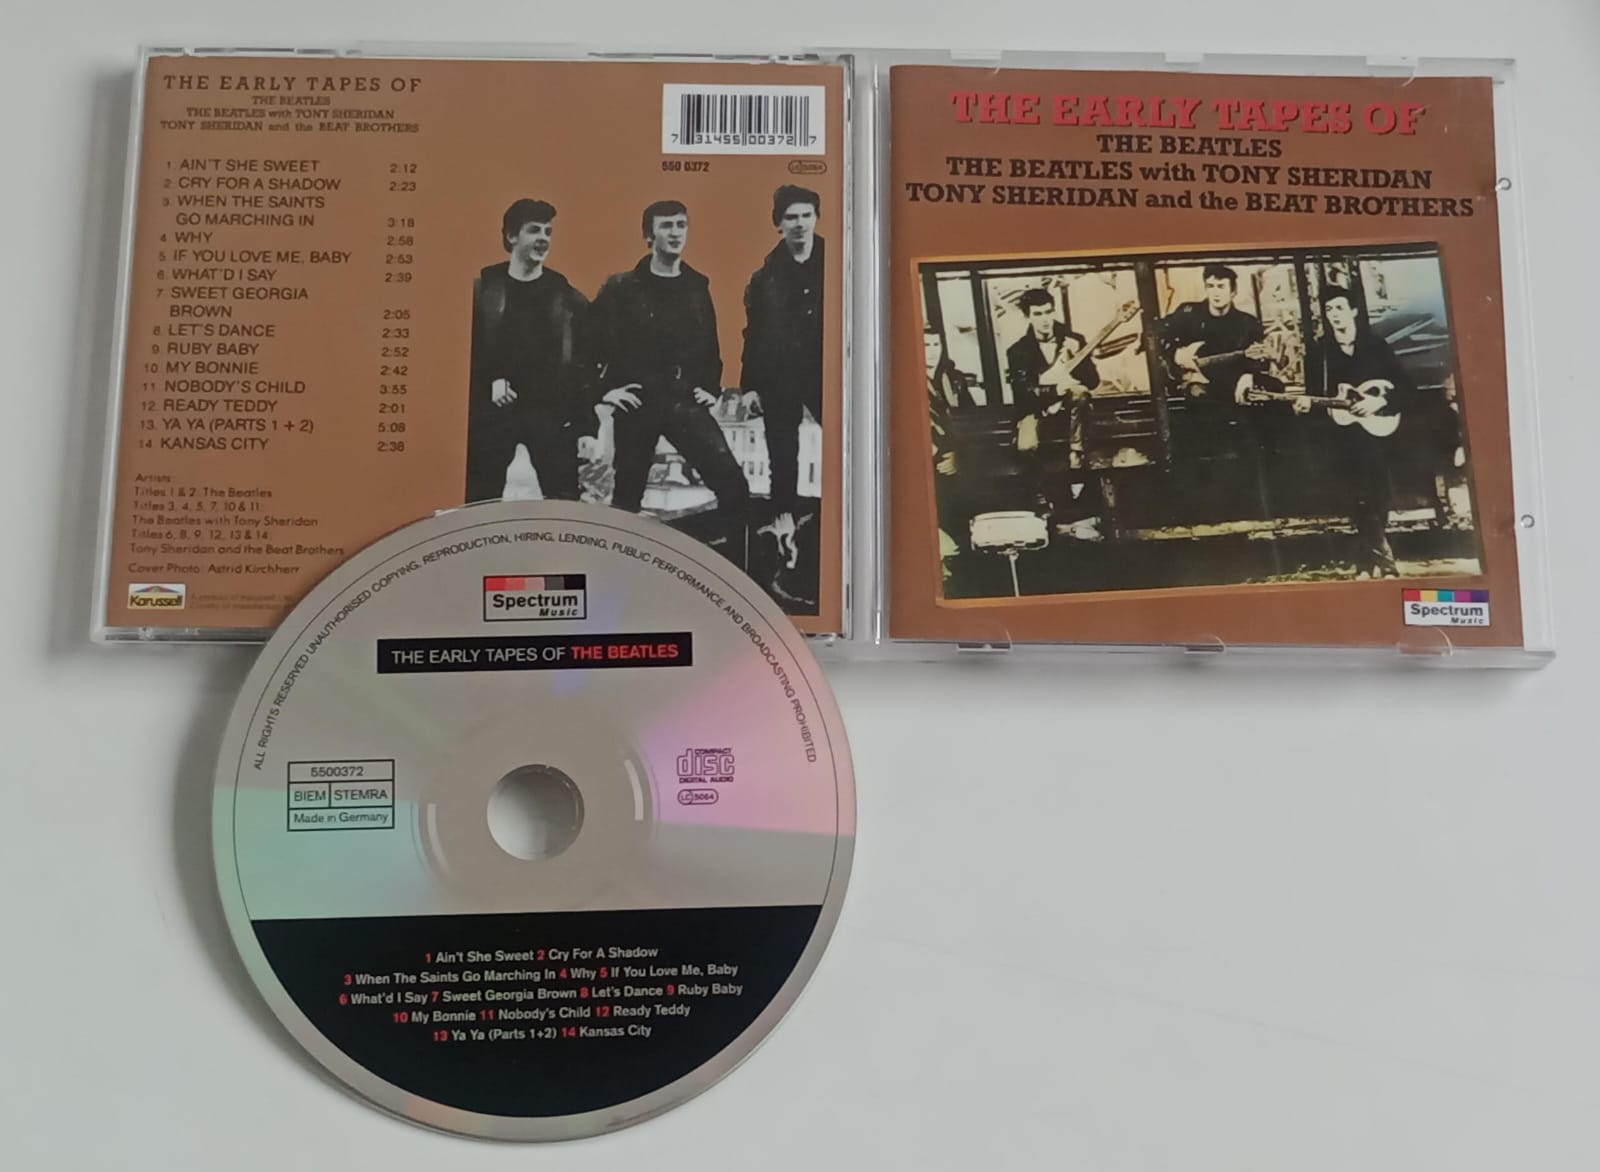 THE EARLY TAPES OF
THE BEATLES
THE BEATLES with TONY SHERIDAN
TONY SHERIDAN and the BEAT BROTHERS
1. AIN'T SHE SWEET 2:12
2. CRY FOR A SHADOW 2:23
3. WHEN THE SAINTS
GO MARCHING IN 3:18
4. WHY 2:58
5. IF YOU LOVE ME, BABY 2:53
6. WHAT'D I SAY 2:39
7. SWEET GEORGIA
BROWN 2:05
8. LET'S DANCE 2:33
9. RUBY BABY 2:52
10. MY BONNIE 2:42
11. NOBODY'S CHILD 3:55
12. READY TEDDY 2:01
13. YA YA (PARTS 1 + 2) 5:08
14. KANSAS CITY 2:38
Artists:
Titles 1 & 2: The Beatles
Titles 3, 4, 5, 7, 10 & 11:
The Beatles with Tony Sheridan
Titles 6, 8, 9, 12, 13 & 14:
Tony Sheridan and the Beat Brothers
Cover Photo: Astrid Kirchherr
Karussell
7 31455 00372 7
550 0372
THE EARLY TAPES OF
THE BEATLES
THE BEATLES with TONY SHERIDAN
TONY SHERIDAN and the BEAT BROTHERS
Spectrum
Music
ALL RIGHTS RESERVED UNAUTHORISED COPYING, REPRODUCTION, HIRING, LENDING, PUBLIC PERFORMANCE AND BROADCASTING PROHIBITED
Spectrum
Music
THE EARLY TAPES OF THE BEATLES
5500372
BIEM STEMRA
Made in Germany
COMPACT
disc
DIGITAL AUDIO
LC 5064
1 Ain't She Sweet 2 Cry For A Shadow
3 When The Saints Go Marching In 4 Why 5 If You Love Me, Baby
6 What'd I Say 7 Sweet Georgia Brown 8 Let's Dance 9 Ruby Baby
10 My Bonnie 11 Nobody's Child 12 Ready Teddy
13 Ya Ya (Parts 1+2) 14 Kansas City